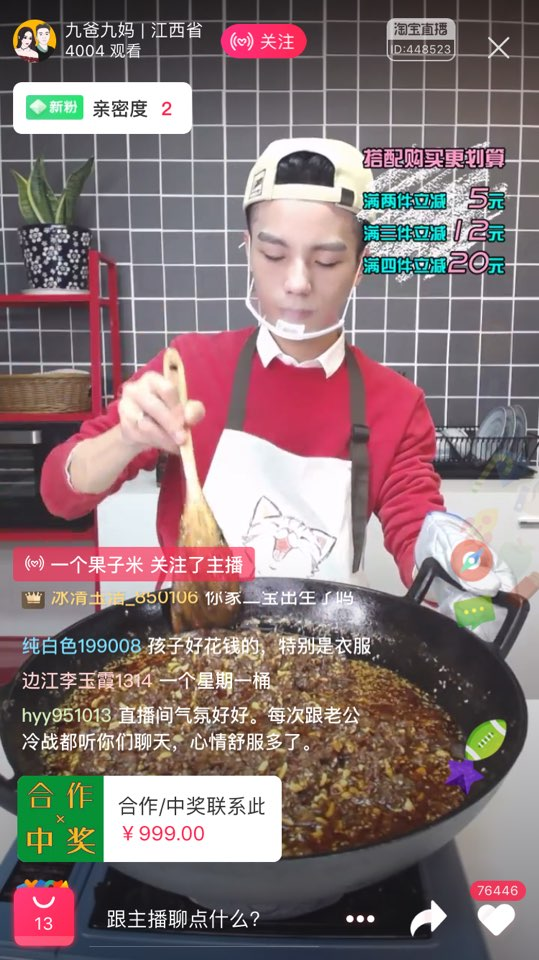 九爸九妈 | 江西省
4004 观看
关注
淘宝直播
ID:448523
新粉 亲密度 2
搭配购买更划算
满两件立减 5元
满三件立减 12元
满四件立减 20元
一个果子米 关注了主播
冰清玉洁_850106 你家二宝出生了吗
纯白色199008 孩子好花钱的，特别是衣服
边江李玉霞1314 一个星期一桶
hyy951013 直播间气氛好好。每次跟老公
冷战都听你们聊天，心情舒服多了。
合作
×
中奖
合作/中奖联系此
¥999.00
13
跟主播聊点什么?
76446